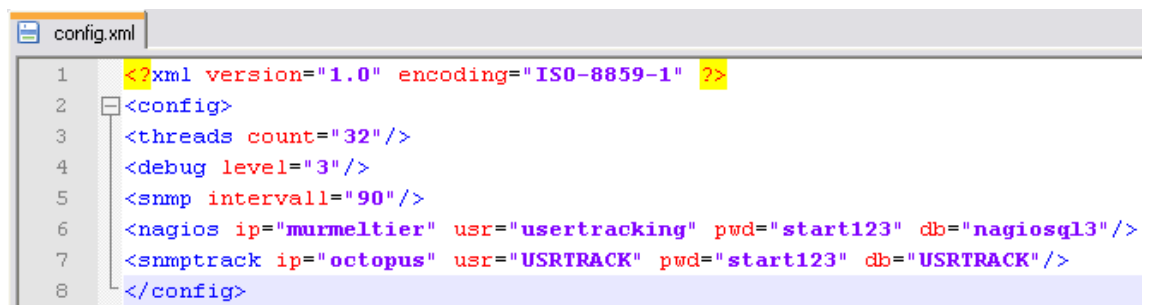 config.xml
1 <?xml version="1.0" encoding="ISO-8859-1" ?>
2 <config>
3 <threads count="32"/>
4 <debug level="3"/>
5 <snmp intervall="90"/>
6 <nagios ip="murmeltier" usr="usertracking" pwd="start123" db="nagiosql3"/>
7 <snmptrack ip="octopus" usr="USRTRACK" pwd="start123" db="USRTRACK"/>
8 </config>